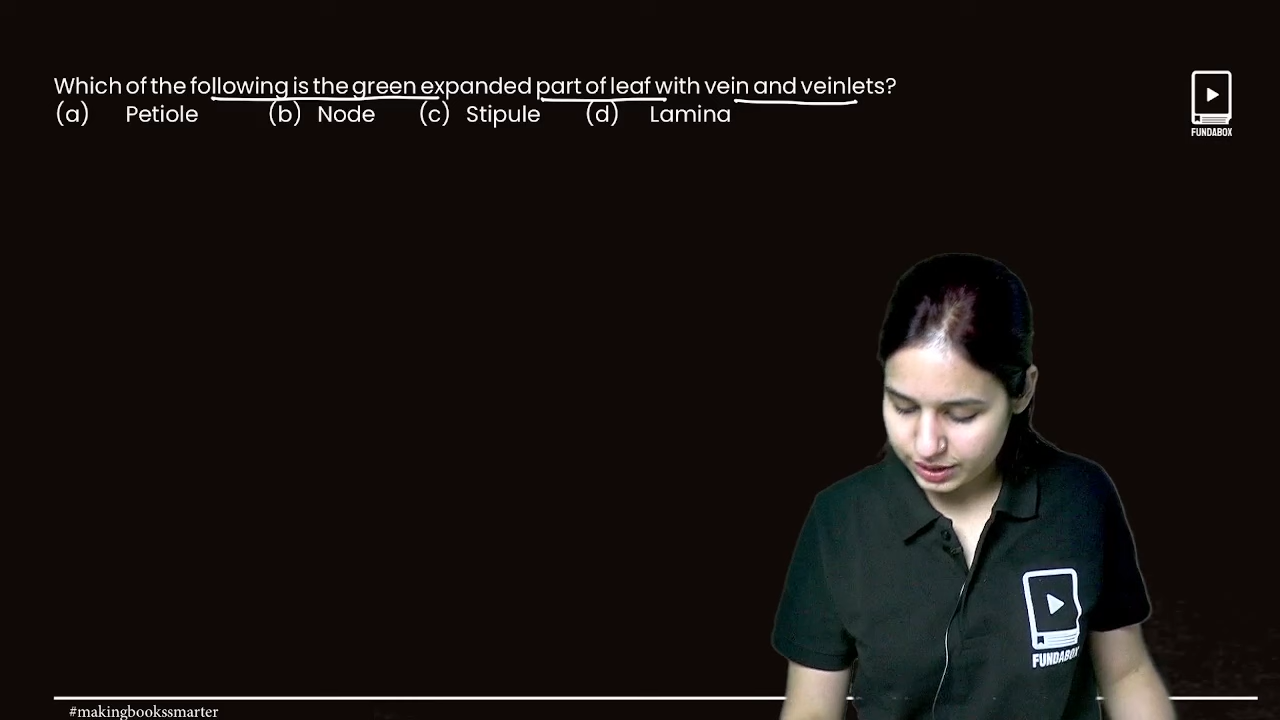 Which of the following is the green expanded part of leaf with vein and veinlets?
(a) Petiole (b) Node (c) Stipule (d) Lamina
FUNDABOX
FUNDABOX
#makingbookssmarter